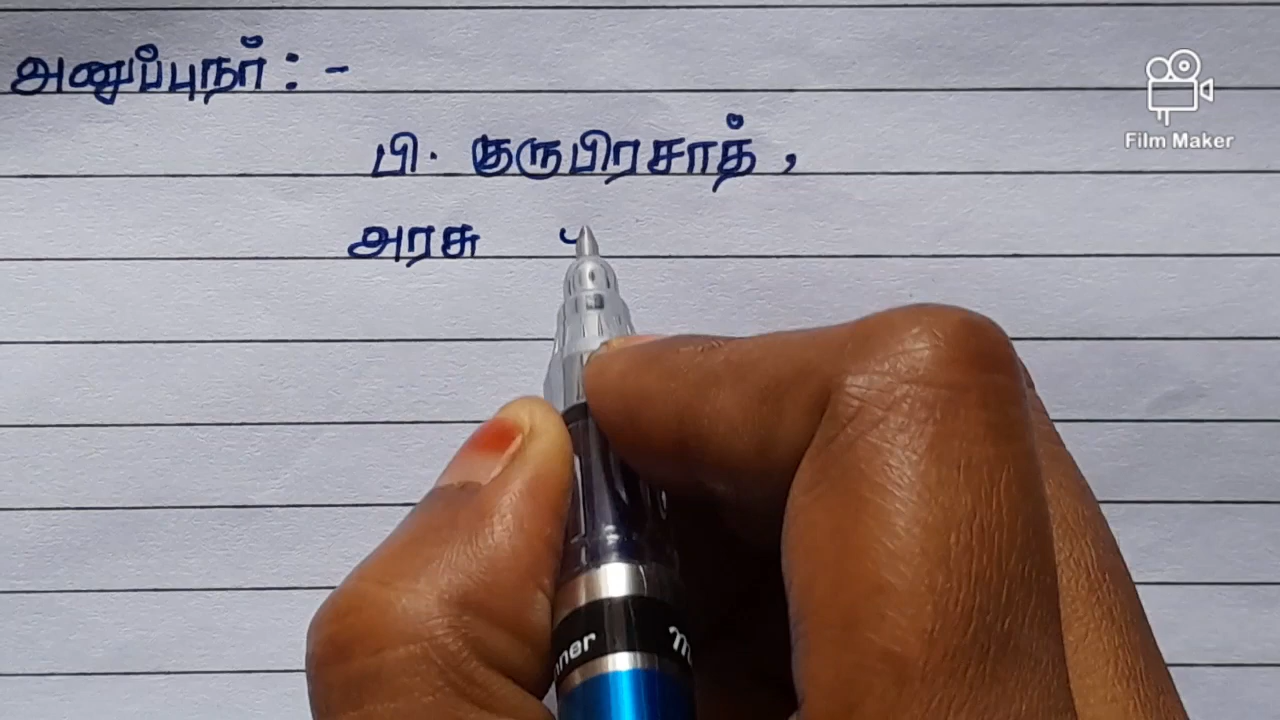 அனுப்புநர் : -
Film Maker
பி. குருபிரசாத் ,
அரசு